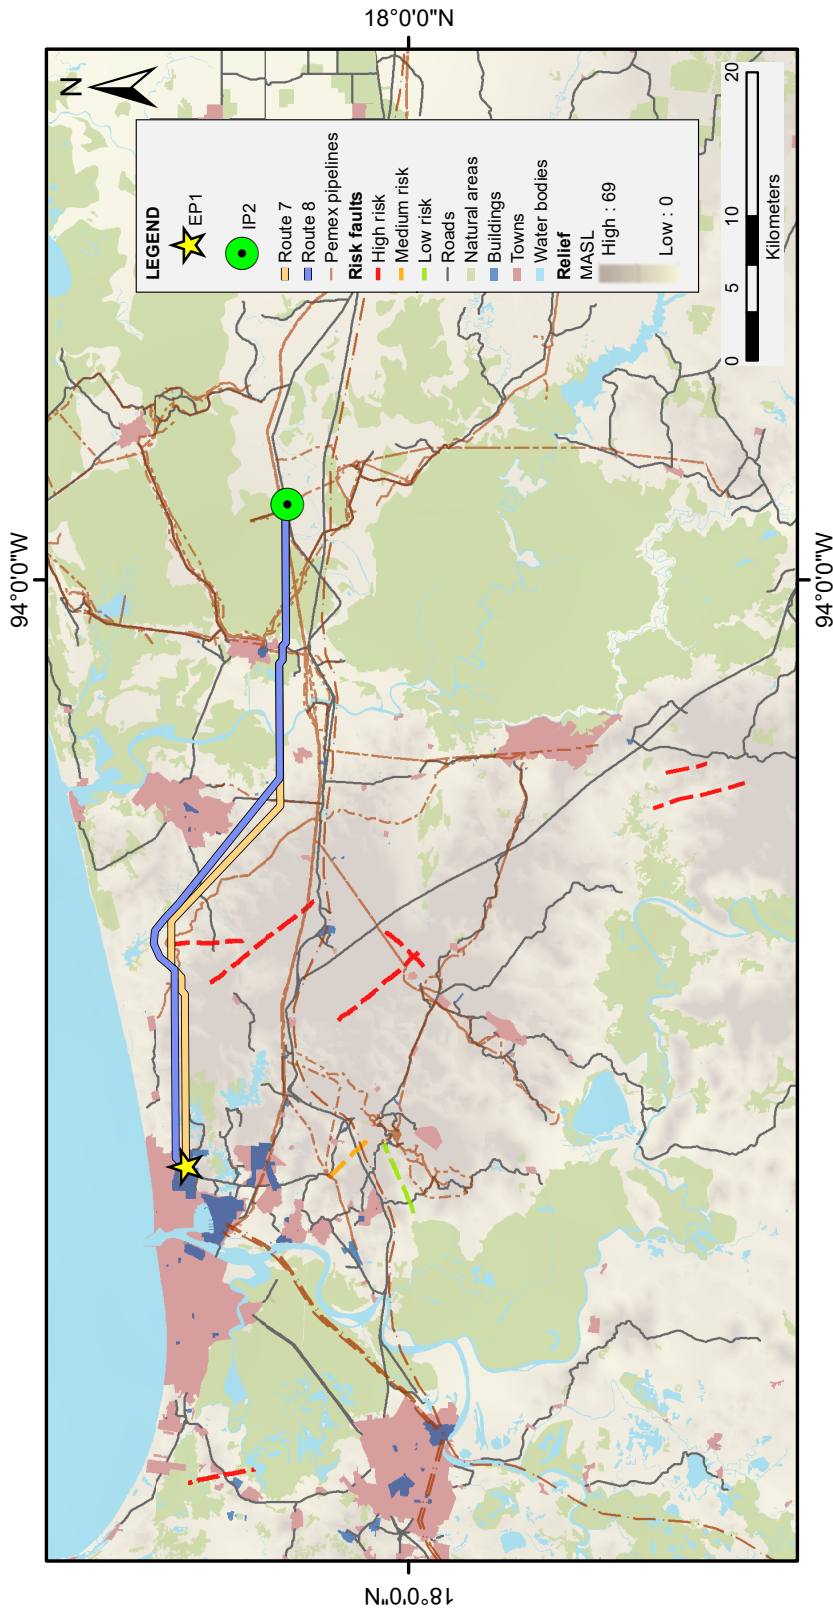 18°0'0"N
N
LEGEND
EP1
IP2
Route 7
Route 8
Pemex pipelines
Risk faults
High risk
Medium risk
Low risk
Roads
Natural areas
Buildings
Towns
Water bodies
Relief
MASL
High : 69
Low : 0
0 5 10 20
Kilometers
94°0'0"W
94°0'0"W
18°0'0"N